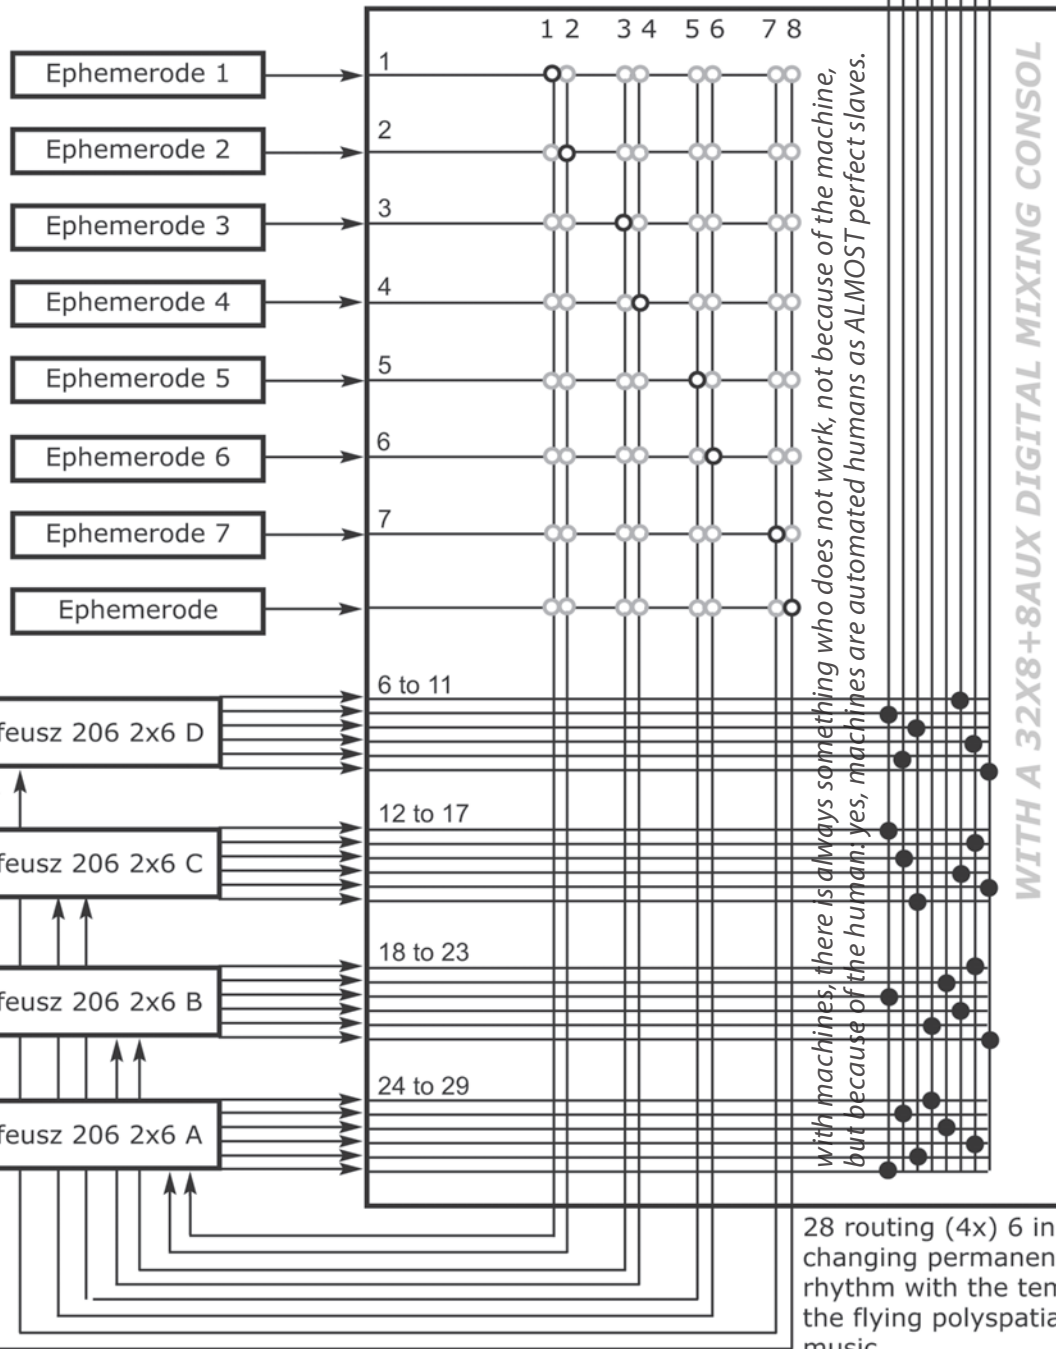 1 2 3 4 5 6 7 8
Ephemerode 1
1
Ephemerode 2
2
Ephemerode 3
3
Ephemerode 4
4
Ephemerode 5
5
Ephemerode 6
6
Ephemerode 7
7
Ephemerode
6 to 11
feusz 206 2x6 D
12 to 17
feusz 206 2x6 C
18 to 23
feusz 206 2x6 B
24 to 29
feusz 206 2x6 A
with machines, there is always something who does not work, not because of the machine,
but because of the human: yes, machines are automated humans as ALMOST perfect slaves.
WITH A 32X8+8AUX DIGITAL MIXING CONSOL
28 routing (4x) 6 in
changing permanen
rhythm with the ten
the flying polyspatia
music